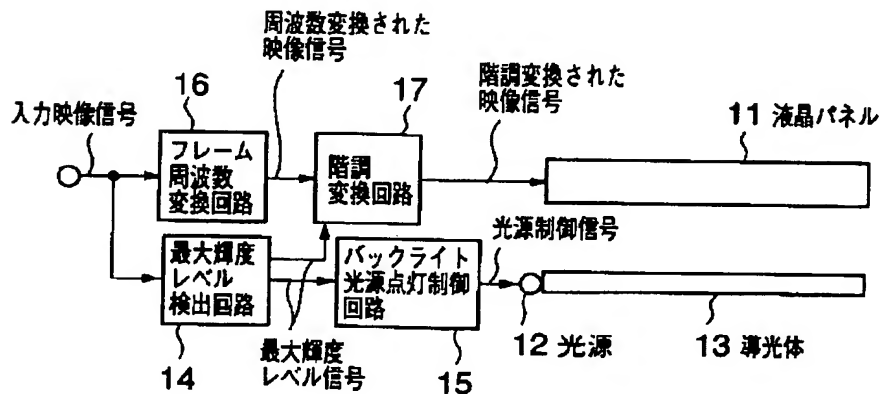 周波数変換された
映像信号
階調変換された
映像信号
入力映像信号
16
17
11 液晶パネル
フレーム
周波数
変換回路
階調
変換回路
光源制御信号
最大輝度
レベル
検出回路
バックライト
光源点灯制御
回路
14
最大輝度
レベル信号
15
12 光源
13 導光体